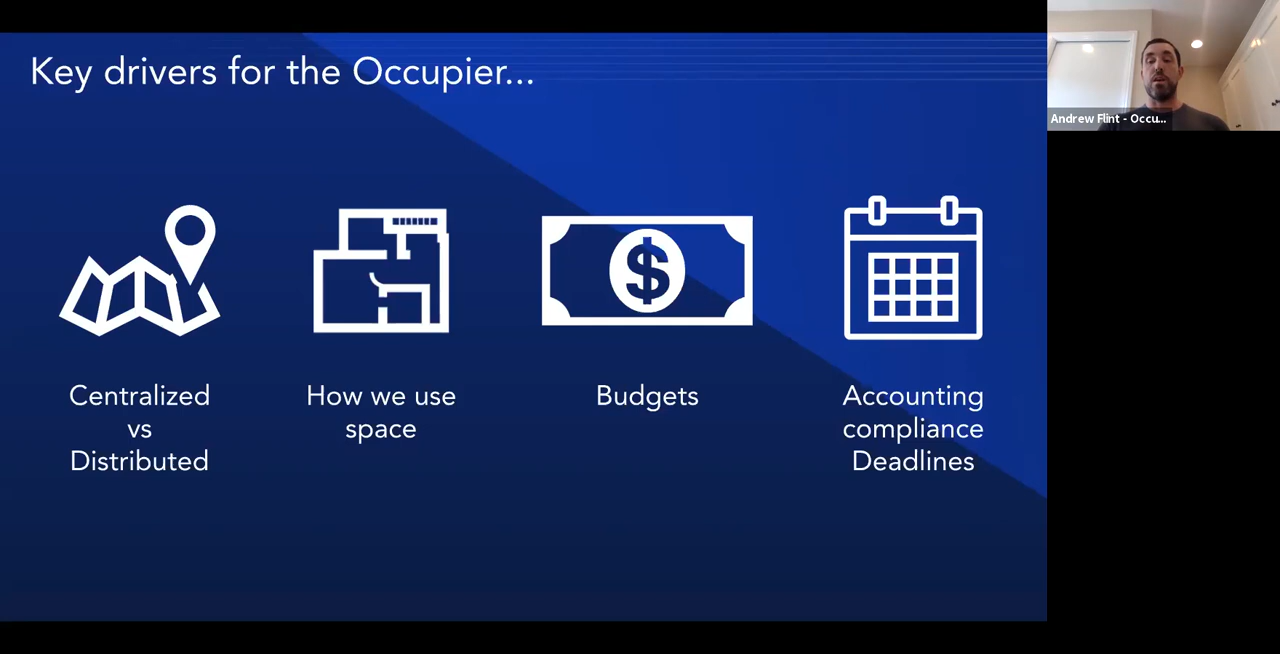 Key drivers for the Occupier...
Andrew Flint - Occu...
Centralized
vs
Distributed
How we use
space
Budgets
Accounting
compliance
Deadlines